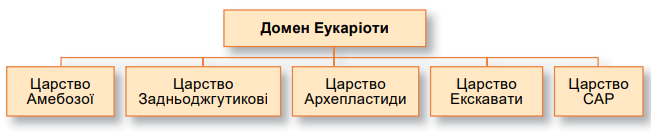 Домен Еукаріоти
Царство
Амебозої
Царство
Задньоджгутикові
Царство
Архепластиди
Царство
Екскавати
Царство
САР